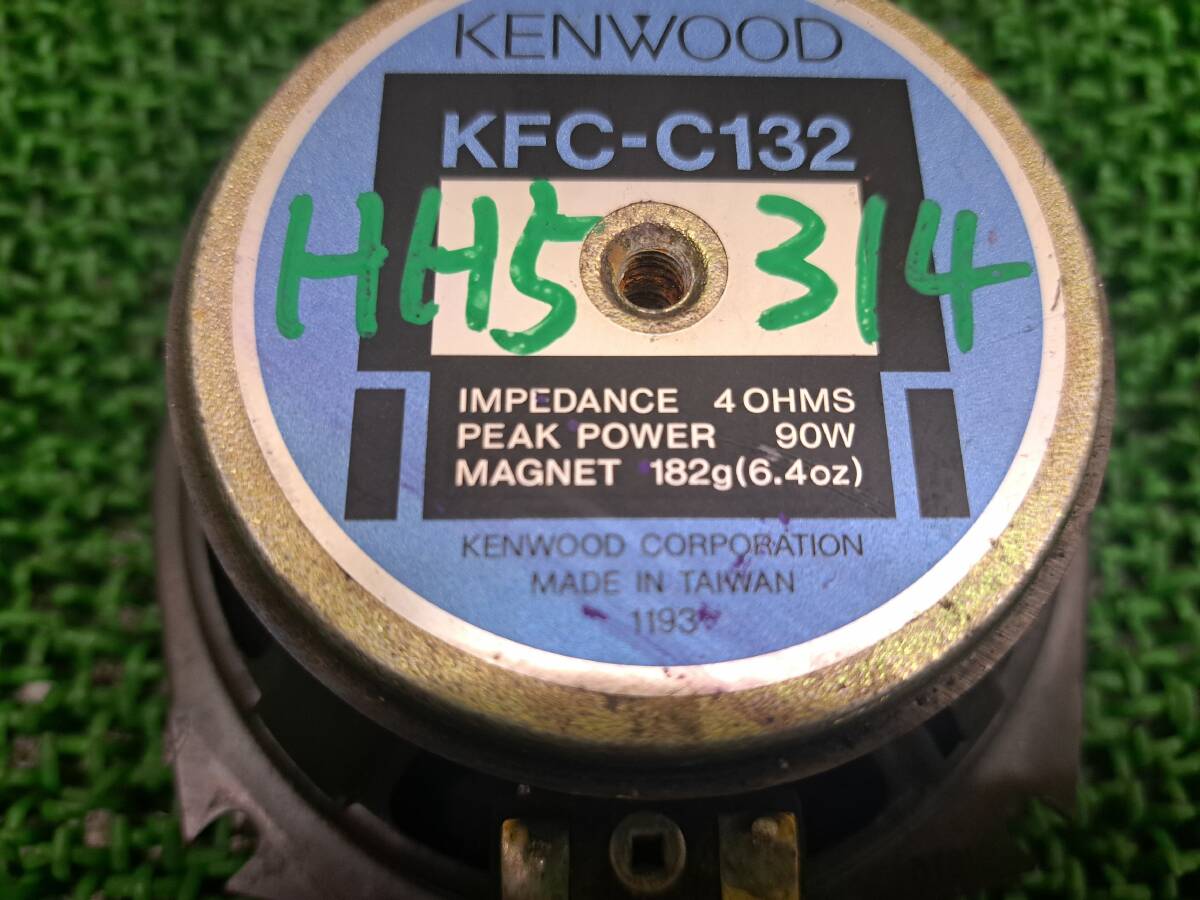 KENWOOD
KFC-C132
HH5 314
IMPEDANCE 4 OHMS
PEAK POWER 90W
MAGNET 182g(6.4oz)
KENWOOD CORPORATION
MADE IN TAIWAN
1193